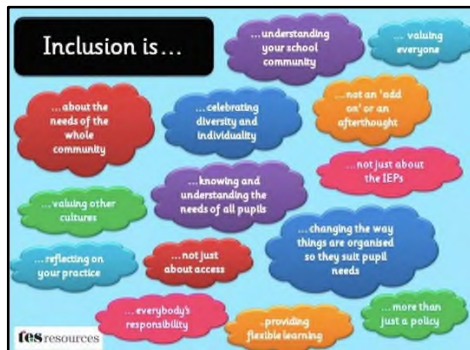 Inclusion is...
...understanding
your school
community
... valuing
everyone
...about the
needs of the
whole
community
...celebrating
diversity and
individuality
...not an 'add
on' or an
afterthought
...knowing and
understanding the
needs of all pupils
...not just about
the IEPs
...valuing other
cultures
...changing the way
things are organised
so they suit pupil
needs
...reflecting on
your practice
...not just
about access
...everybody's
responsibility
..providing
flexible learning
...more than
just a policy
tes resources